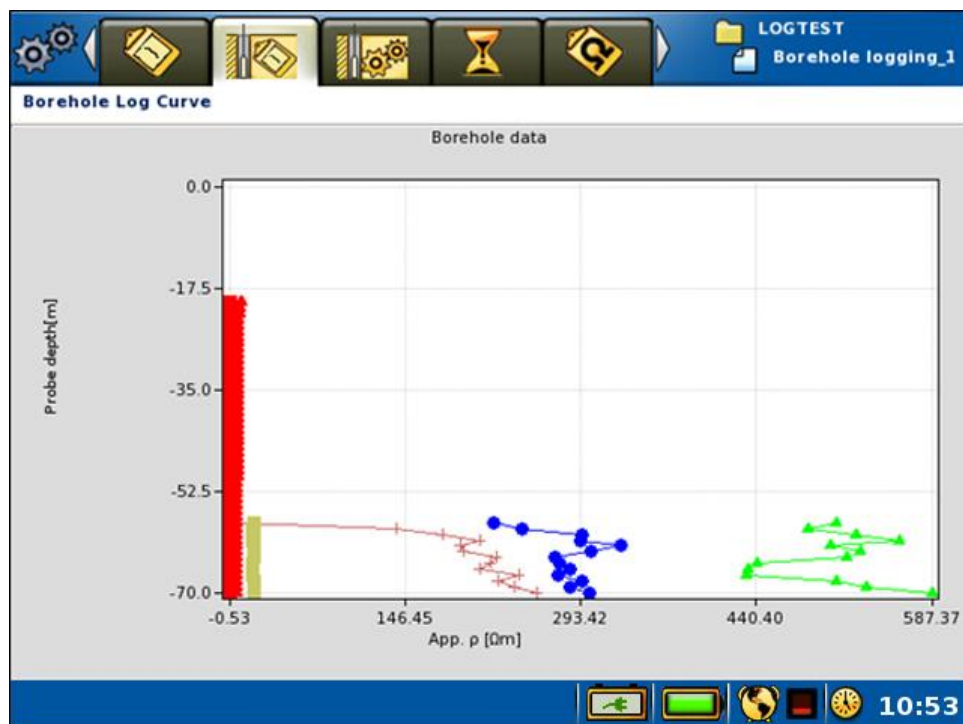 LOGTEST
Borehole logging_1
Borehole Log Curve
Borehole data
0.0
-17.5
-35.0
-52.5
-70.0
Probe depth[m]
-0.53 146.45 293.42 440.40 587.37
App. ρ [Ωm]
10:53